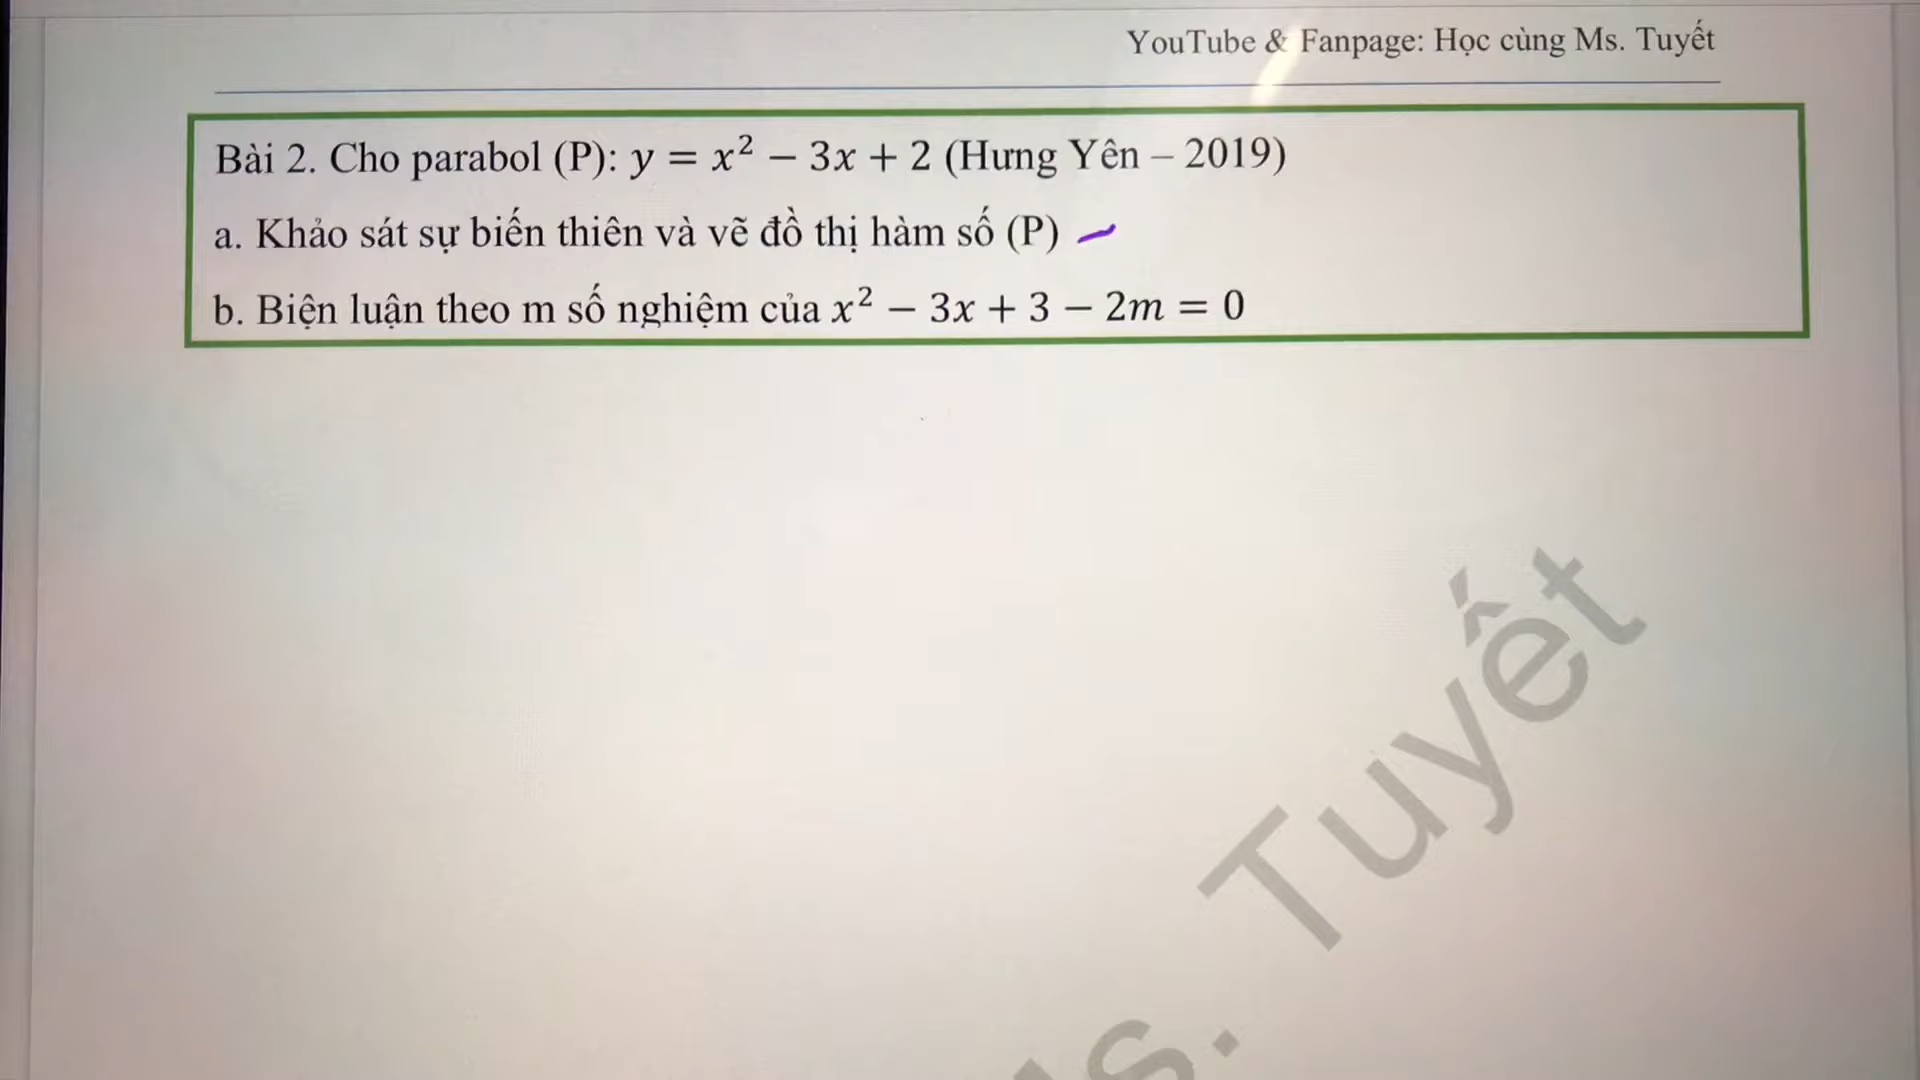 YouTube & Fanpage: Học cùng Ms. Tuyết
Bài 2. Cho parabol (P): y = x² − 3x + 2 (Hưng Yên – 2019)
a. Khảo sát sự biến thiên và vẽ đồ thị hàm số (P)
b. Biện luận theo m số nghiệm của x² − 3x + 3 − 2m = 0
Ms. Tuyết